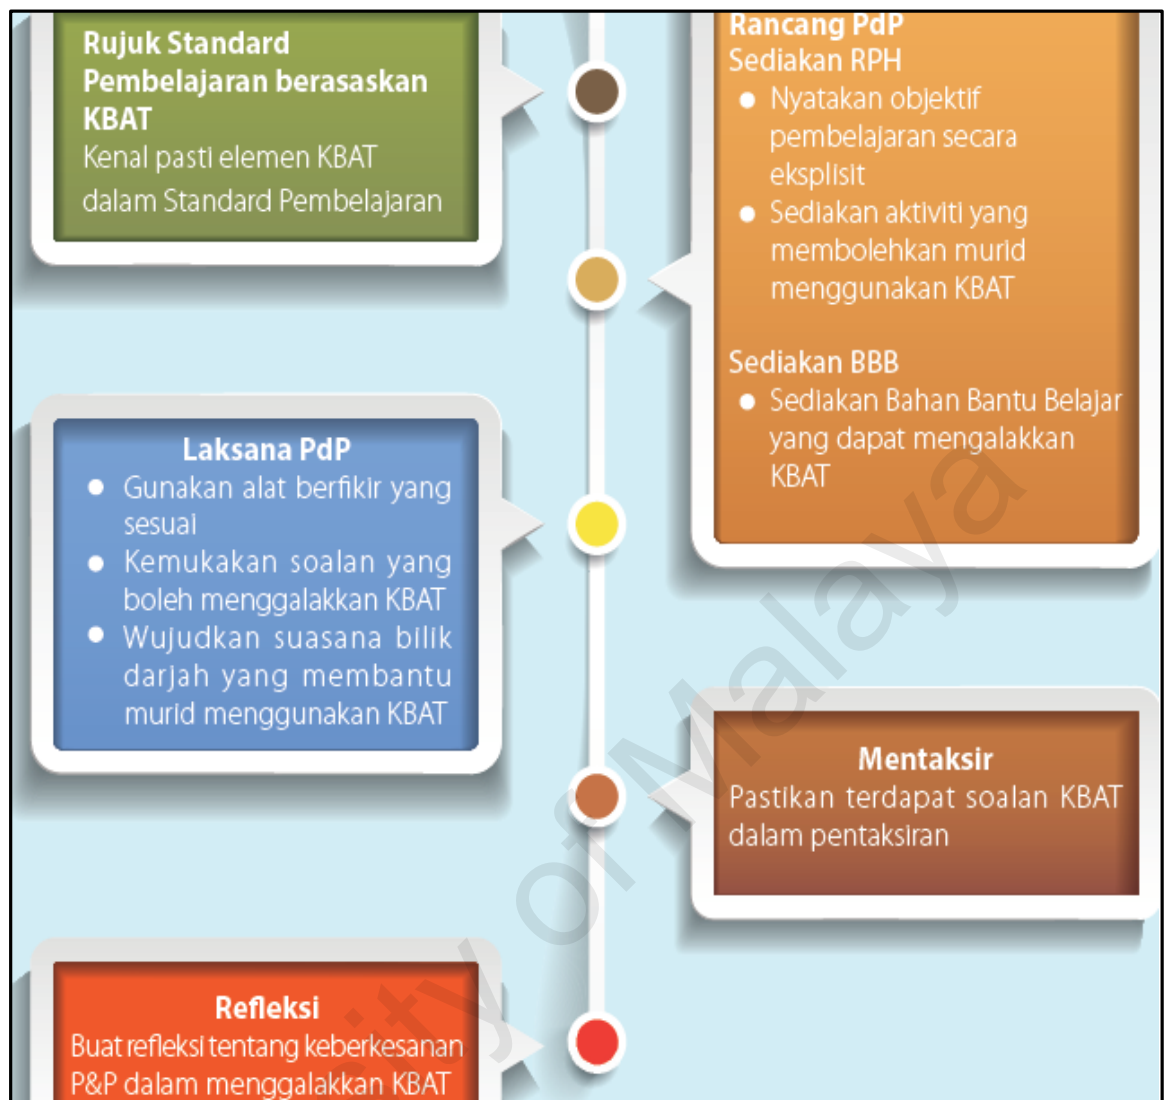 Rujuk Standard
Pembelajaran berasaskan
KBAT
Kenal pasti elemen KBAT
dalam Standard Pembelajaran
Rancang PdP
Sediakan RPH
Nyatakan objektif
pembelajaran secara
eksplisit
Sediakan aktiviti yang
membolehkan murid
menggunakan KBAT
Sediakan BBB
Sediakan Bahan Bantu Belajar
yang dapat mengalakkan
KBAT
Laksana PdP
Gunakan alat berfikir yang
sesuai
Kemukakan soalan yang
boleh menggalakkan KBAT
Wujudkan suasana bilik
darjah yang membantu
murid menggunakan KBAT
Mentaksir
Pastikan terdapat soalan KBAT
dalam pentaksiran
Refleksi
Buat refleksi tentang keberkesanan
P&P dalam menggalakkan KBAT
of Malaya